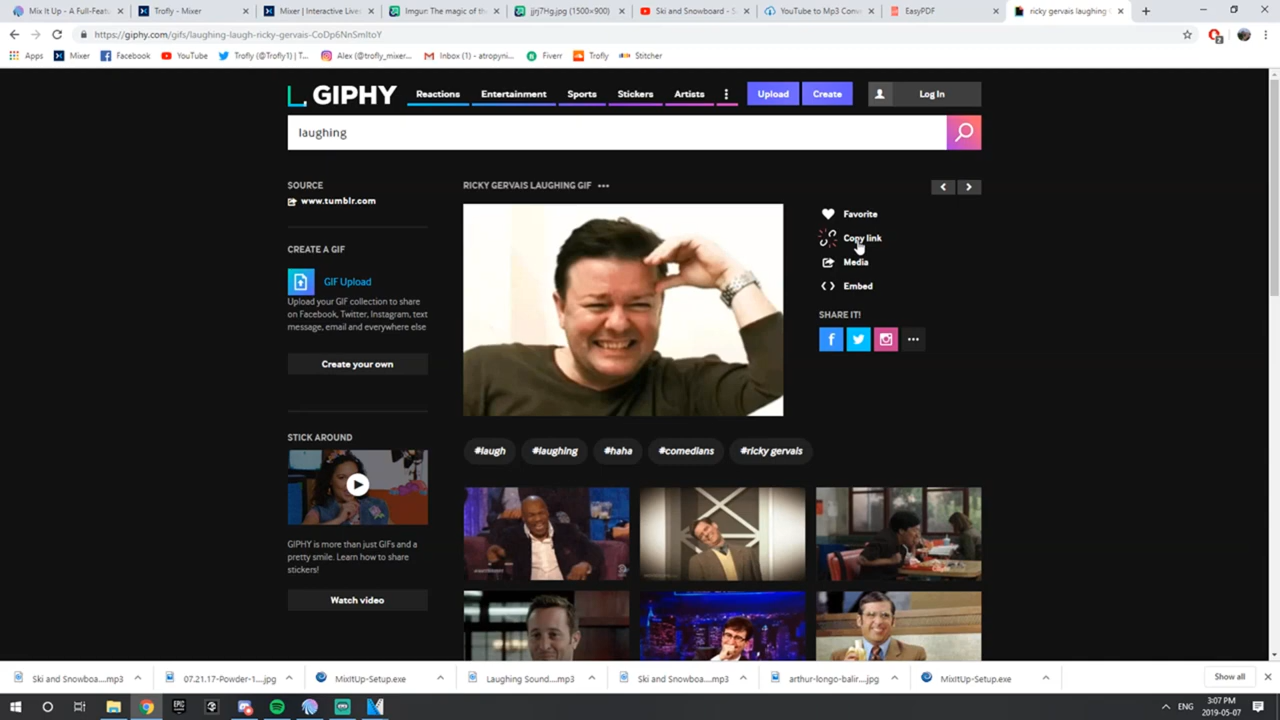 Mix It Up - A Full-Featu
Trofly - Mixer
Mixer | Interactive Lives
Imgur: The magic of the
jjrj7Hg.jpg (1500×900)
Ski and Snowboard - S
YouTube to Mp3 Conv
EasyPDF
ricky gervais laughing G
https://giphy.com/gifs/laughing-laugh-ricky-gervais-CoDp6NnSmItoY
Apps
Mixer
Facebook
YouTube
Trofly (@Trofly1) | T...
Alex (@trofly_mixer...
Inbox (1) - atropyni...
Fiverr
Trofly
Stitcher
GIPHY
Reactions
Entertainment
Sports
Stickers
Artists
Upload
Create
Log In
laughing
SOURCE
www.tumblr.com
CREATE A GIF
GIF Upload
Upload your GIF collection to share
on Facebook, Twitter, Instagram, text
message, email and everywhere else
Create your own
STICK AROUND
GIPHY is more than just GIFs and a
pretty smile. Learn how to share
stickers!
Watch video
RICKY GERVAIS LAUGHING GIF
Favorite
Copy link
Media
Embed
SHARE IT!
#laugh
#laughing
#haha
#comedians
#ricky gervais
Ski and Snowboa....mp3
07.21.17-Powder-1....jpg
MixItUp-Setup.exe
Laughing Sound....mp3
Ski and Snowboa....mp3
arthur-longo-balir....jpg
MixItUp-Setup.exe
Show all
ENG
3:07 PM
2019-05-07